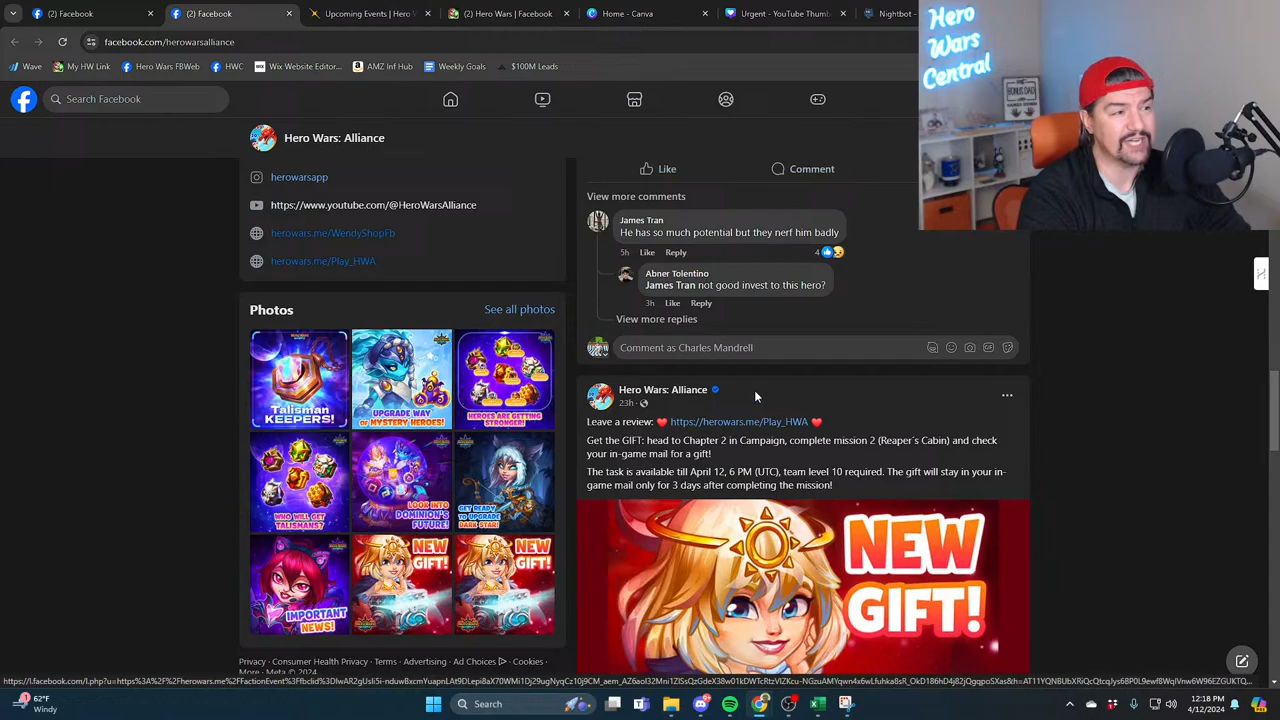 (2) Facebook
(2) Facebook
Upcoming Events | Hero V
(2) Hero Wars | Facebook
Home - Canva
Urgent - YouTube Thumb
Nightbot
facebook.com/herowarsalliance
Wave
My HW Link
Hero Wars FBWeb
HWC
Wix Website Editor...
AMZ Inf Hub
Weekly Goals
$100M Leads
Search Facebook
Hero Wars: Alliance
Hero
Wars
Central
BONUS DAD
herowarsapp
https://www.youtube.com/@HeroWarsAlliance
herowars.me/WendyShopFb
herowars.me/Play_HWA
Photos
See all photos
Talisman
KEEPERS!
UPGRADE WAY
OF MYSTERY HEROES!
HEROES ARE GETTING
STRONGER!
WHO WILL GET
TALISMANS?
LOOK INTO
DOMINION'S
FUTURE!
GET READY
TO UPGRADE
DARK STAR!
IMPORTANT
NEWS!
NEW
GIFT!
NEW
GIFT!
Privacy · Consumer Health Privacy · Terms · Advertising · Ad Choices · Cookies ·
More · Meta © 2024
Like
Comment
View more comments
James Tran
He has so much potential but they nerf him badly
5h Like Reply
4
Abner Tolentino
James Tran not good invest to this hero?
3h Like Reply
View more replies
Comment as Charles Mandrell
Hero Wars: Alliance
23h ·
Leave a review: ❤️ https://herowars.me/Play_HWA ❤️
Get the GIFT: head to Chapter 2 in Campaign, complete mission 2 (Reaper's Cabin) and check
your in-game mail for a gift!
The task is available till April 12, 6 PM (UTC), team level 10 required. The gift will stay in your in-
game mail only for 3 days after completing the mission!
NEW
GIFT!
62°F
Windy
Search
12:18 PM
4/12/2024